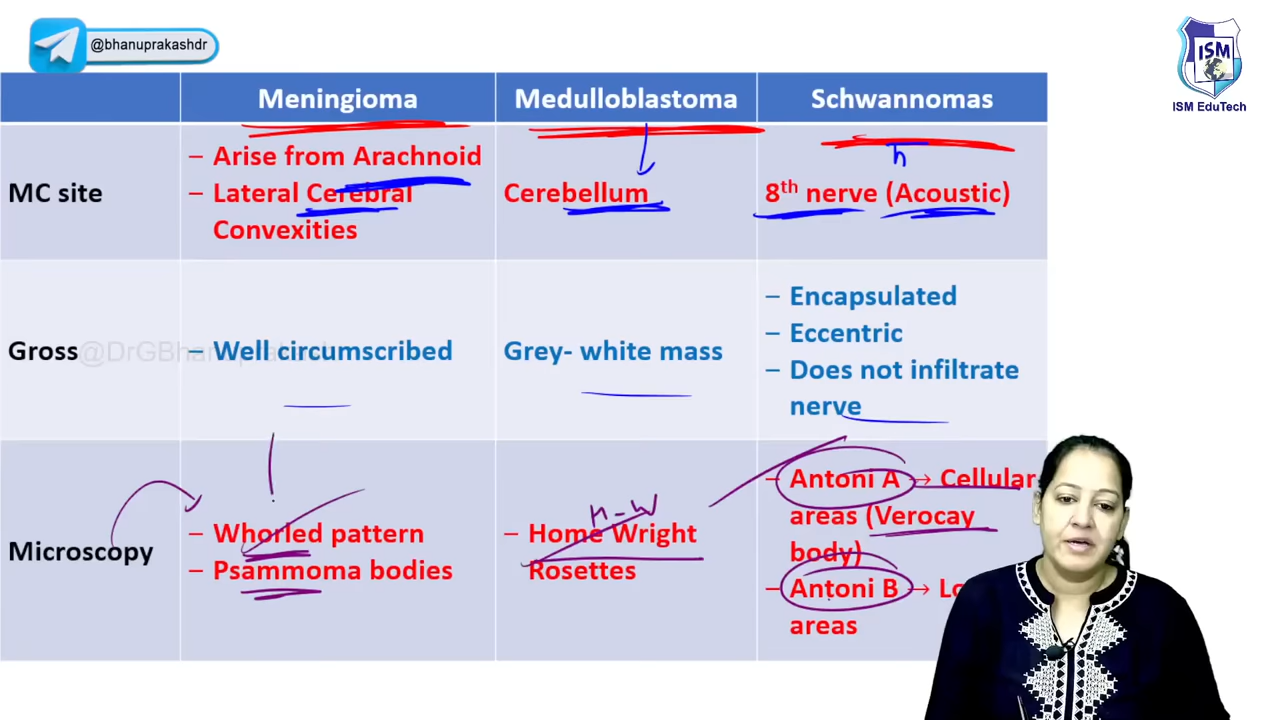 @bhanuprakashdr
ISM
ISM EduTech
Meningioma
Medulloblastoma
Schwannomas
MC site
– Arise from Arachnoid
– Lateral Cerebral
Convexities
Cerebellum
8th nerve (Acoustic)
h
Gross
@DrGBhanuprakash
– Well circumscribed
Grey- white mass
– Encapsulated
– Eccentric
– Does not infiltrate
nerve
Microscopy
– Whorled pattern
– Psammoma bodies
H-W
– Home Wright
Rosettes
– Antoni A → Cellular
areas (Verocay
body)
– Antoni B →
areas